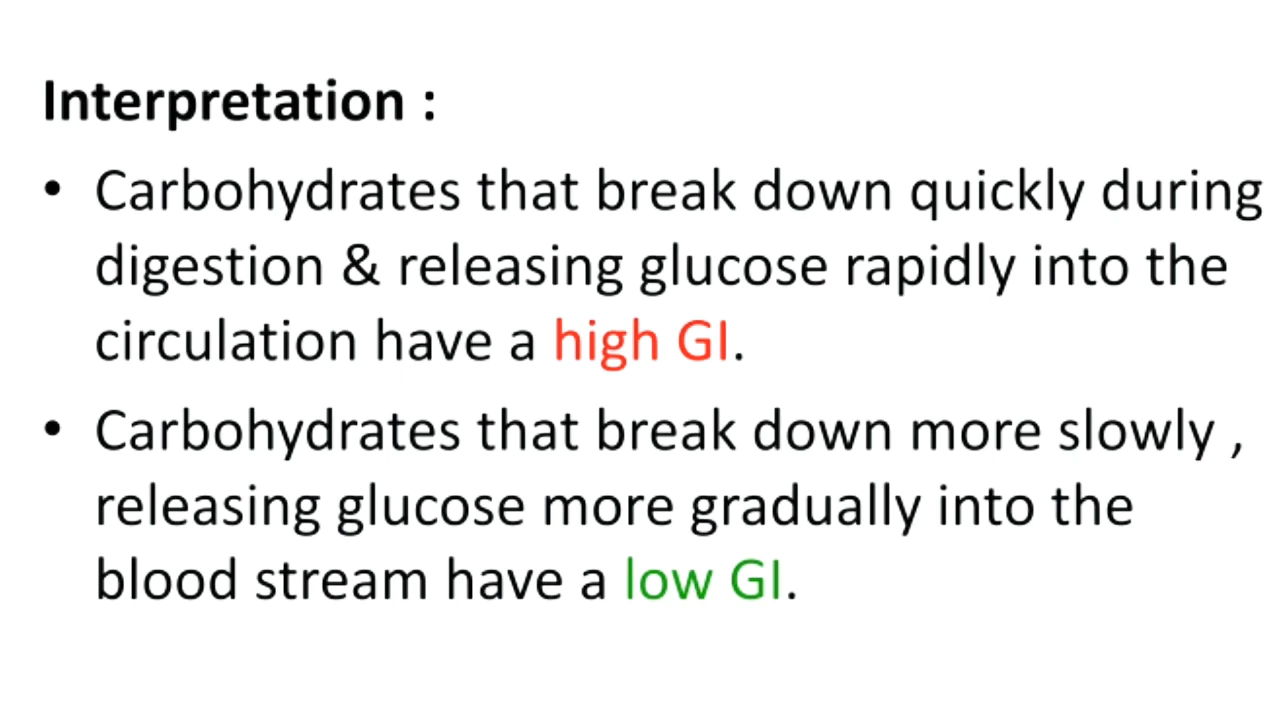 Interpretation :
• Carbohydrates that break down quickly during
digestion & releasing glucose rapidly into the
circulation have a high GI.
• Carbohydrates that break down more slowly ,
releasing glucose more gradually into the
blood stream have a low GI.